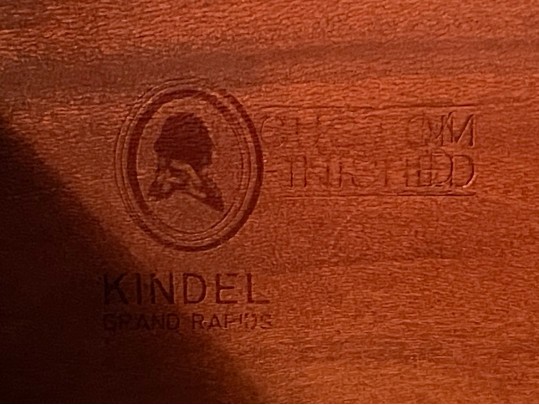 CUSTOM
FINISHED
KINDEL
GRAND RAPIDS